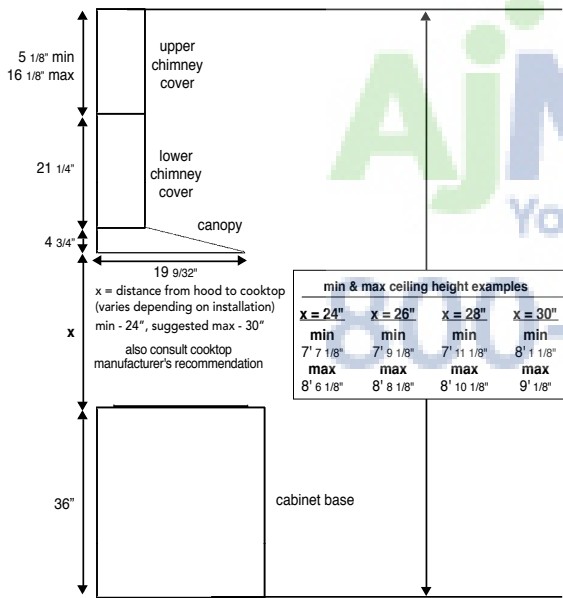 5 1/8" min
16 1/8" max
upper
chimney
cover
21 1/4"
lower
chimney
cover
canopy
4 3/4"
19 9/32"
x = distance from hood to cooktop
(varies depending on installation)
min - 24", suggested max - 30"
x
also consult cooktop
manufacturer's recommendation
min & max ceiling height examples
x = 24" x = 26" x = 28" x = 30"
min min min min
7' 7 1/8" 7' 9 1/8" 7' 11 1/8" 8' 1 1/8"
max max max max
8' 6 1/8" 8' 8 1/8" 8' 10 1/8" 9' 1/8"
36"
cabinet base
Aj
Yo
800-